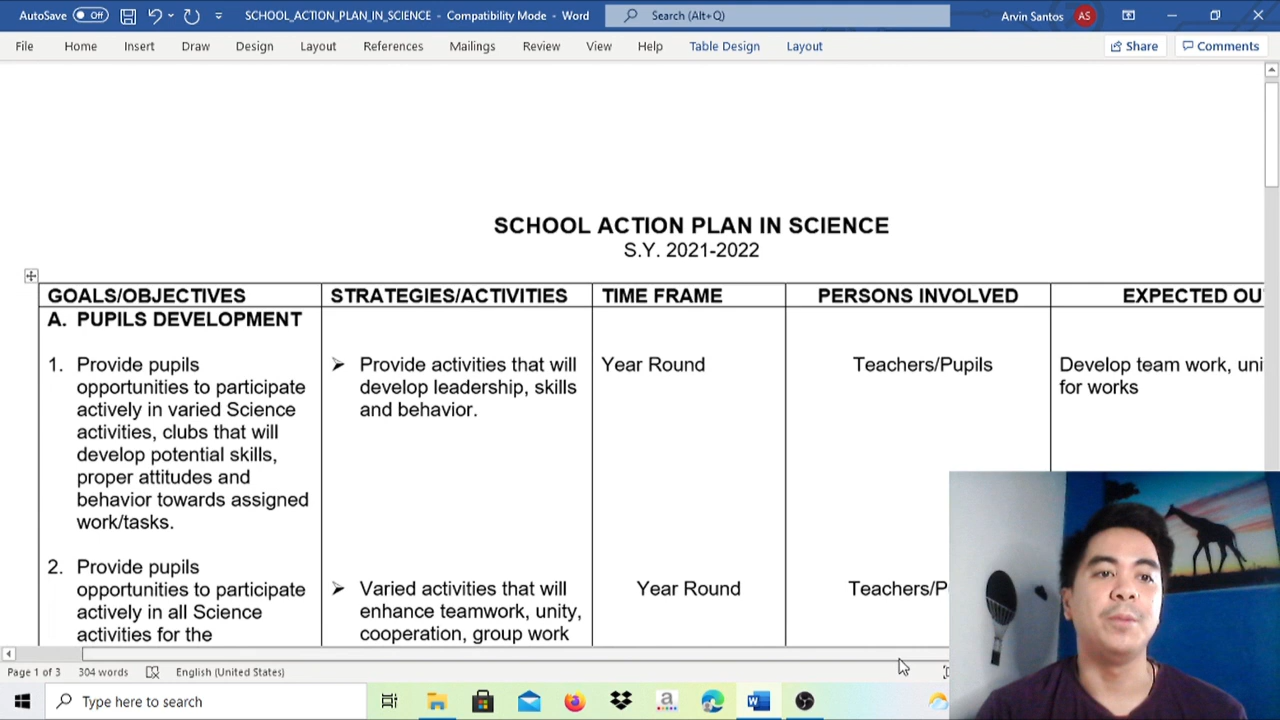 AutoSave Off SCHOOL_ACTION_PLAN_IN_SCIENCE - Compatibility Mode - Word Search (Alt+Q) Arvin Santos AS
File Home Insert Draw Design Layout References Mailings Review View Help Table Design Layout Share Comments
SCHOOL ACTION PLAN IN SCIENCE
S.Y. 2021-2022
GOALS/OBJECTIVES STRATEGIES/ACTIVITIES TIME FRAME PERSONS INVOLVED EXPECTED OU
A. PUPILS DEVELOPMENT
1. Provide pupils
opportunities to participate
actively in varied Science
activities, clubs that will
develop potential skills,
proper attitudes and
behavior towards assigned
work/tasks.
➢ Provide activities that will
develop leadership, skills
and behavior.
Year Round
Teachers/Pupils
Develop team work, uni
for works
2. Provide pupils
opportunities to participate
actively in all Science
activities for the
➢ Varied activities that will
enhance teamwork, unity,
cooperation, group work
Year Round
Teachers/P
Page 1 of 3 304 words English (United States)
Type here to search